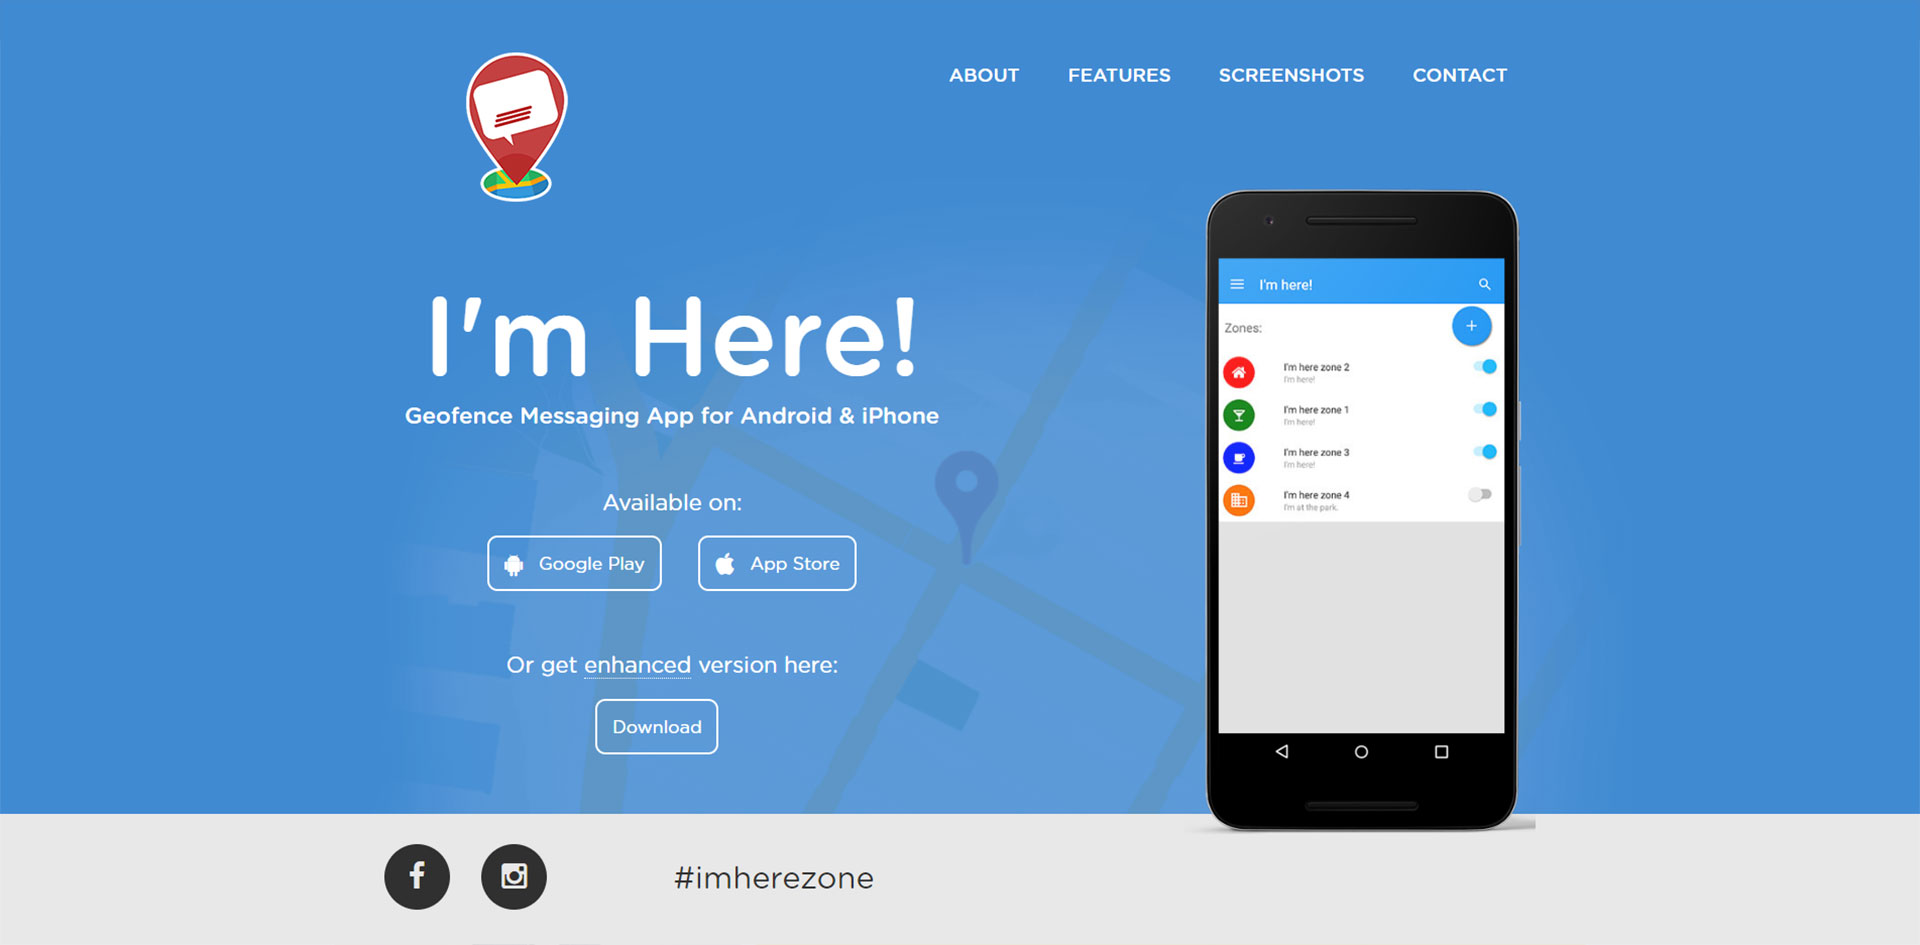 ABOUT FEATURES SCREENSHOTS CONTACT
I'm Here!
Geofence Messaging App for Android & iPhone
Available on:
Google Play App Store
Or get enhanced version here:
Download
I'm here!
Zones:
I'm here zone 2
I'm here!
I'm here zone 1
I'm here!
I'm here zone 3
I'm here!
I'm here zone 4
I'm at the park.
#imherezone